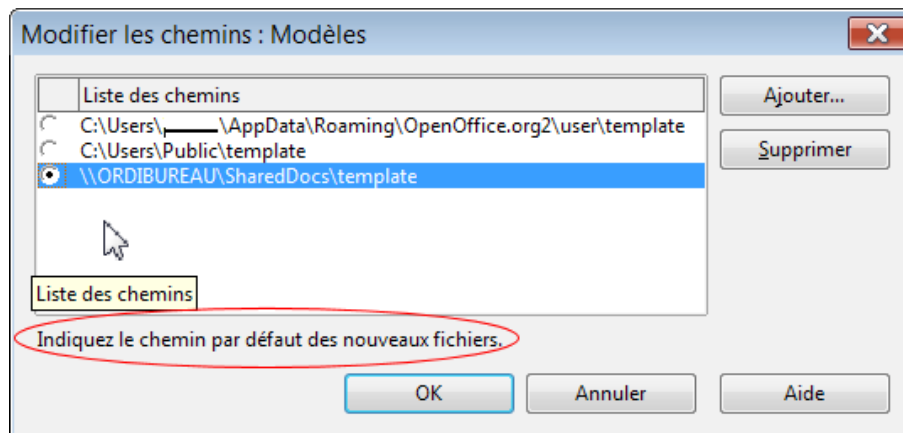 Modifier les chemins : Modèles
Liste des chemins
Ajouter...
C:\Users\ \AppData\Roaming\OpenOffice.org2\user\template
C:\Users\Public\template
Supprimer
\\ORDIBUREAU\SharedDocs\template
Liste des chemins
Indiquez le chemin par défaut des nouveaux fichiers.
OK
Annuler
Aide